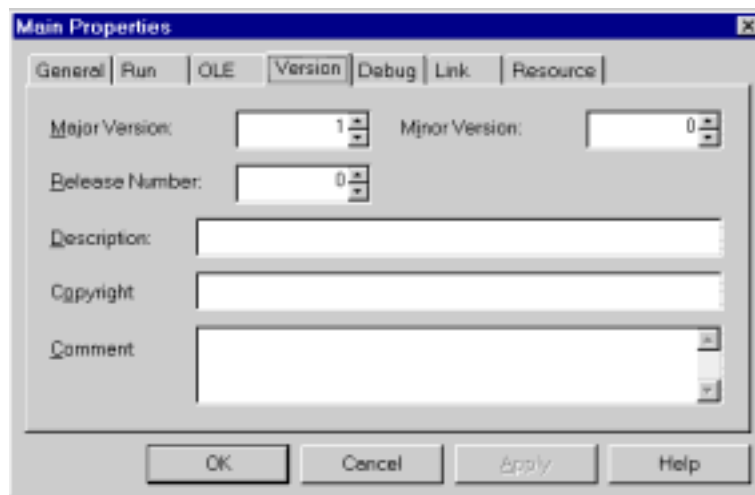 Main Properties
General Run OLE Version Debug Link Resource
Major Version: 1 Minor Version: 0
Release Number: 0
Description:
Copyright
Comment
OK Cancel Apply Help